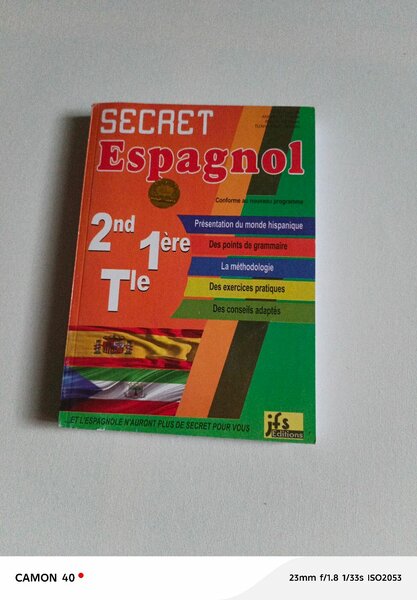 SECRET
Espagnol
Conforme au nouveau programme
2nd
1ère
Tle
Présentation du monde hispanique
Des points de grammaire
La méthodologie
Des exercices pratiques
Des conseils adaptés
...ET L'ESPAGNOLE N'AURONT PLUS DE SECRET POUR VOUS
jfs
Editions
CAMON 40
23mm f/1.8 1/33s ISO2053